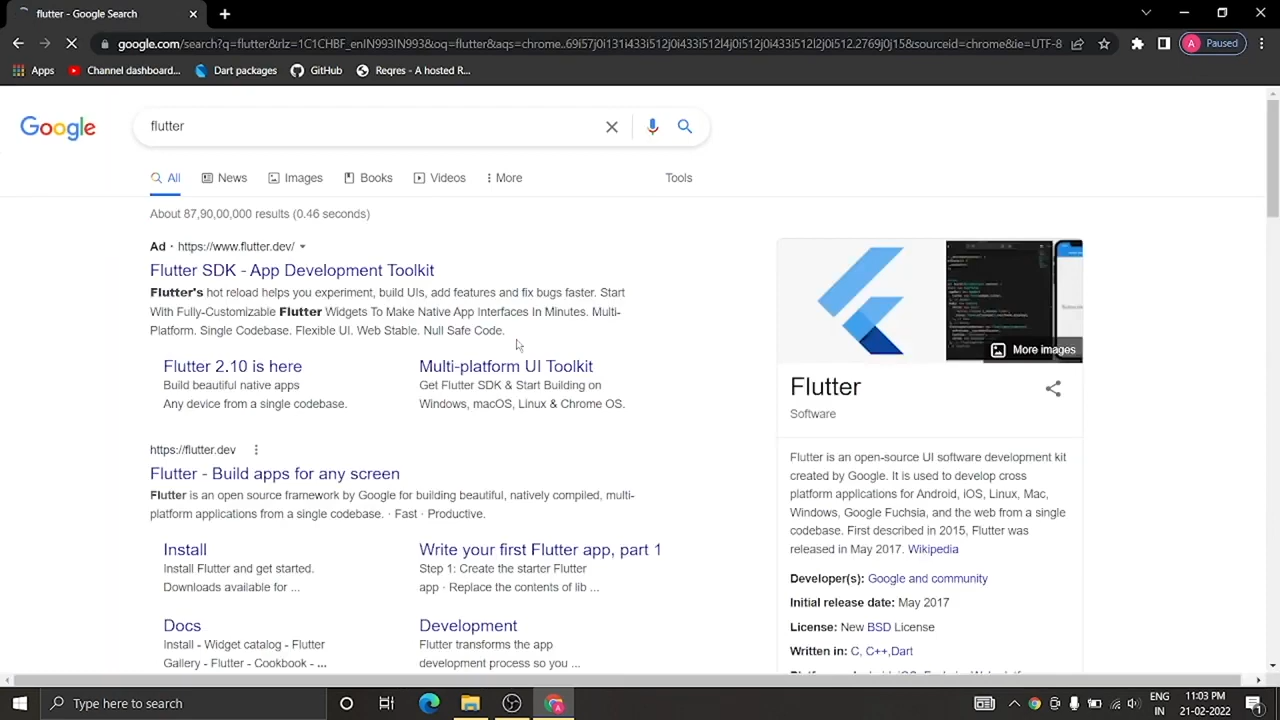 flutter - Google Search
google.com/search?q=flutter&rlz=1C1CHBF_enIN993IN993&oq=flutter&aqs=chrome..69i57j0i131i433i512j0i433i512l4j0i512j0i433i512l2j0i512.2769j0j15&sourceid=chrome&ie=UTF-8
A Paused
Apps Channel dashboard... Dart packages GitHub Reqres - A hosted R...
Google
flutter
All News Images Books Videos More Tools
About 87,90,00,000 results (0.46 seconds)
Ad · https://www.flutter.dev/
Flutter SDK - App Development Toolkit
Flutter's hot reload helps you experiment, build UIs, add features and fix bugs faster. Start
With Fully-Customizable Flutter Widgets To Make Native App Interfaces In Minutes. Multi-
Platform. Single Codebase. Flexible UI. Web Stable. Null Safe Code.
Flutter 2.10 is here
Build beautiful native apps
Any device from a single codebase.
Multi-platform UI Toolkit
Get Flutter SDK & Start Building on
Windows, macOS, Linux & Chrome OS.
https://flutter.dev
Flutter - Build apps for any screen
Flutter is an open source framework by Google for building beautiful, natively compiled, multi-
platform applications from a single codebase. · Fast · Productive.
Install
Install Flutter and get started.
Downloads available for ...
Write your first Flutter app, part 1
Step 1: Create the starter Flutter
app · Replace the contents of lib ...
Docs
Install - Widget catalog - Flutter
Gallery - Flutter - Cookbook - ...
Development
Flutter transforms the app
development process so you ...
More images
Flutter
Software
Flutter is an open-source UI software development kit
created by Google. It is used to develop cross
platform applications for Android, iOS, Linux, Mac,
Windows, Google Fuchsia, and the web from a single
codebase. First described in 2015, Flutter was
released in May 2017. Wikipedia
Developer(s): Google and community
Initial release date: May 2017
License: New BSD License
Written in: C, C++,Dart
Type here to search
ENG
IN
11:03 PM
21-02-2022